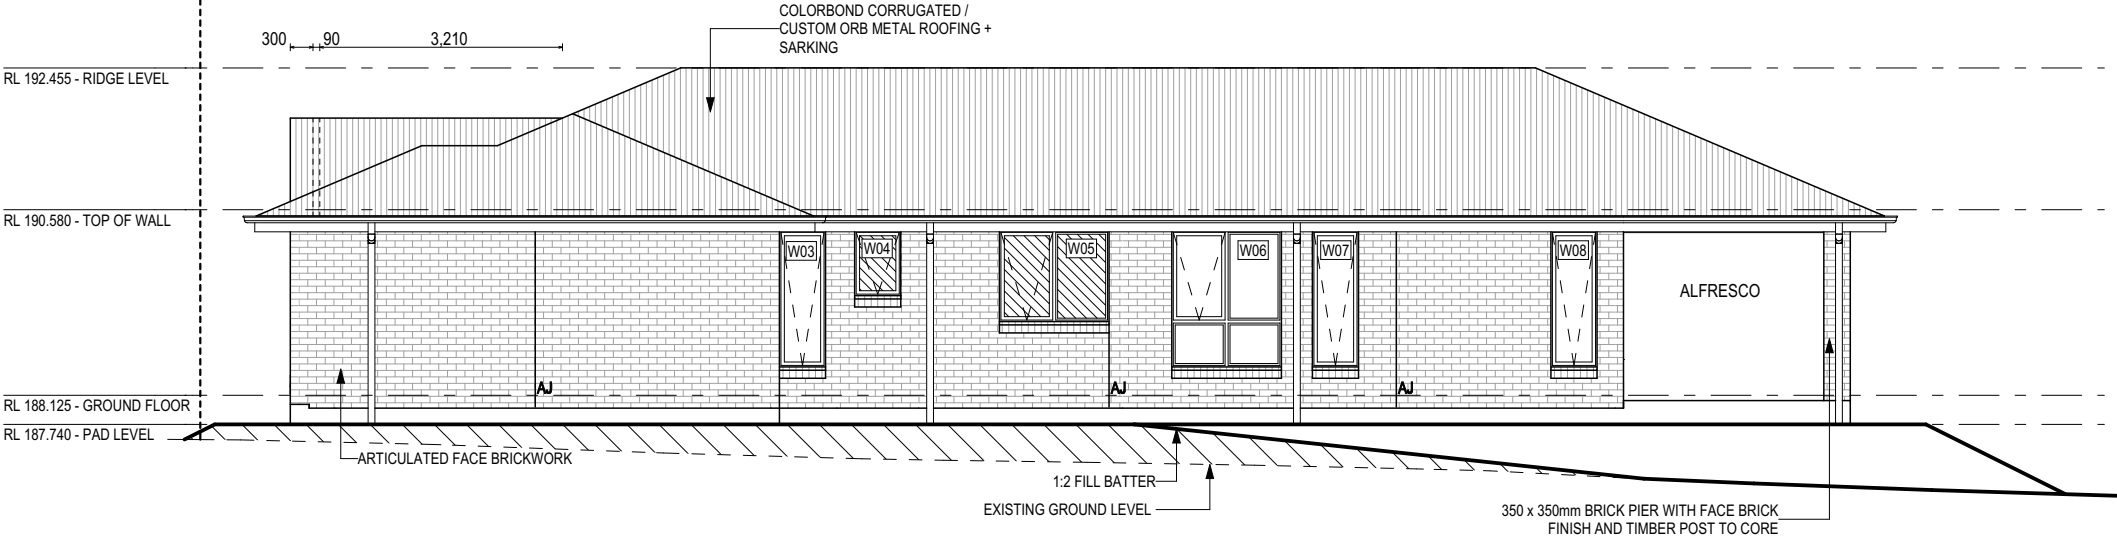 COLORBOND CORRUGATED /
CUSTOM ORB METAL ROOFING +
SARKING
300 90 3,210
RL 192.455 - RIDGE LEVEL
RL 190.580 - TOP OF WALL
W03 W04 W05 W06 W07 W08
ALFRESCO
AJ AJ AJ
RL 188.125 - GROUND FLOOR
RL 187.740 - PAD LEVEL
ARTICULATED FACE BRICKWORK
1:2 FILL BATTER
EXISTING GROUND LEVEL
350 x 350mm BRICK PIER WITH FACE BRICK
FINISH AND TIMBER POST TO CORE